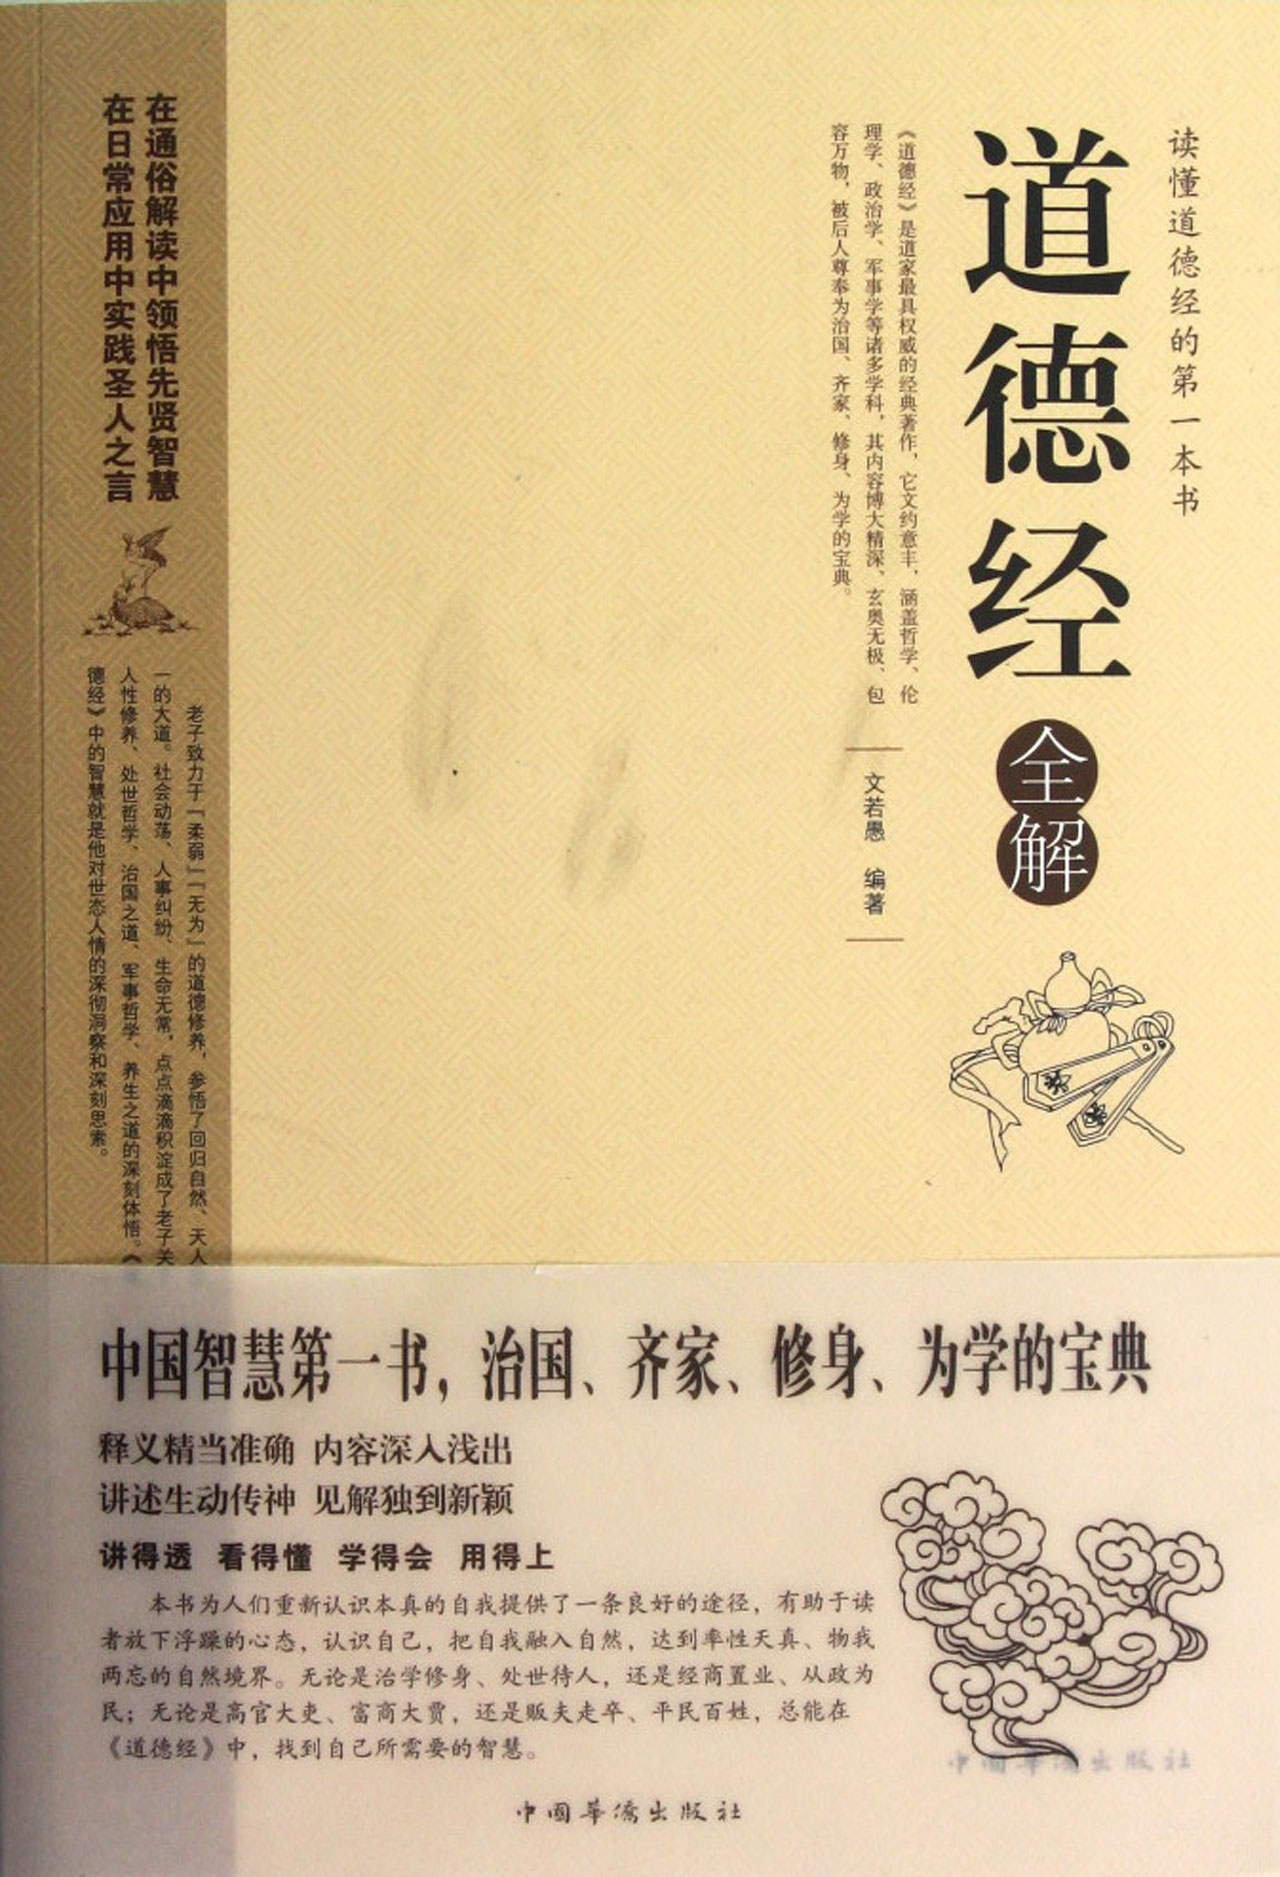 读懂道德经的第一本书
道德经
全解
《道德经》是道家最具权威的经典著作，它文约意丰，涵盖哲学、伦
理学、政治学、军事学等诸多学科，其内容博大精深、玄奥无极、包
容万物，被后人尊奉为治国、齐家、修身、为学的宝典。
文若愚 编著
在通俗解读中领悟先贤智慧
在日常应用中实践圣人之言
老子致力于「柔弱」「无为」的道德修养，参悟了回归自然、天人
一的大道。社会动荡、人事纠纷、生命无常，点点滴滴积淀成了老子关
人性修养、处世哲学、治国之道、军事哲学、养生之道的深刻体悟。《
德经》中的智慧就是他对世态人情的深彻洞察和深刻思索。
中国智慧第一书，治国、齐家、修身、为学的宝典
释义精当准确 内容深入浅出
讲述生动传神 见解独到新颖
讲得透 看得懂 学得会 用得上
本书为人们重新认识本真的自我提供了一条良好的途径，有助于读
者放下浮躁的心态，认识自己，把自我融入自然，达到率性天真、物我
两忘的自然境界。无论是治学修身、处世待人，还是经商置业、从政为
民；无论是高官大吏、富商大贾，还是贩夫走卒、平民百姓，总能在
《道德经》中，找到自己所需要的智慧。
中国华侨出版社
中国华侨出版社